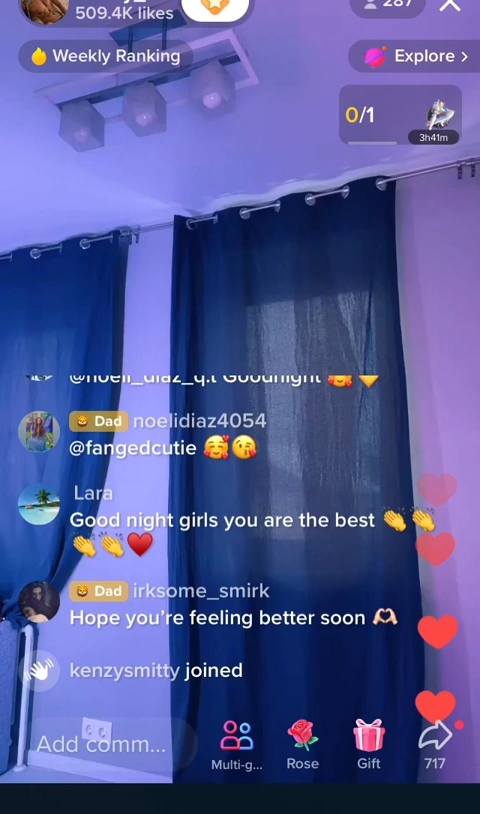 509.4K likes
287
Weekly Ranking
Explore >
0/1
3h41m
Goodnight 🥰💛
Dad noelidiaz4054
@fangedcutie 🥰😘
Lara
Good night girls you are the best 👏👏
👏👏♥️
Dad irksome_smirk
Hope you’re feeling better soon 🫶🏼
kenzysmitty joined
Add comm...
Multi-g...
Rose
Gift
717